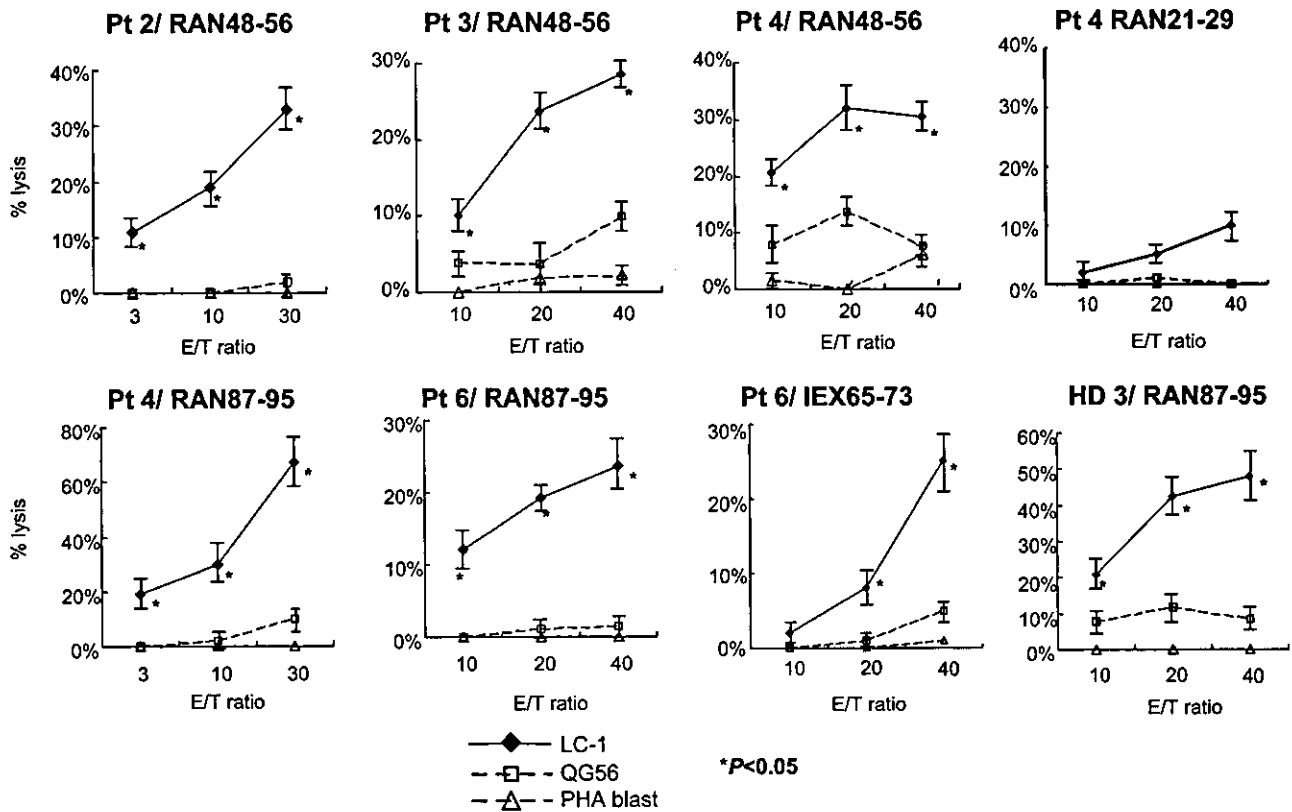 Pt 2/ RAN48-56
Pt 3/ RAN48-56
Pt 4/ RAN48-56
Pt 4 RAN21-29
% lysis
40%
30%
20%
10%
0%
3 10 30
E/T ratio
30%
20%
10%
0%
10 20 40
E/T ratio
40%
30%
20%
10%
0%
10 20 40
E/T ratio
40%
30%
20%
10%
0%
10 20 40
E/T ratio
Pt 4/ RAN87-95
Pt 6/ RAN87-95
Pt 6/ IEX65-73
HD 3/ RAN87-95
% lysis
80%
60%
40%
20%
0%
3 10 30
E/T ratio
30%
20%
10%
0%
10 20 40
E/T ratio
30%
20%
10%
0%
10 20 40
E/T ratio
60%
50%
40%
30%
20%
10%
0%
10 20 40
E/T ratio
LC-1
QG56
PHA blast
*P<0.05